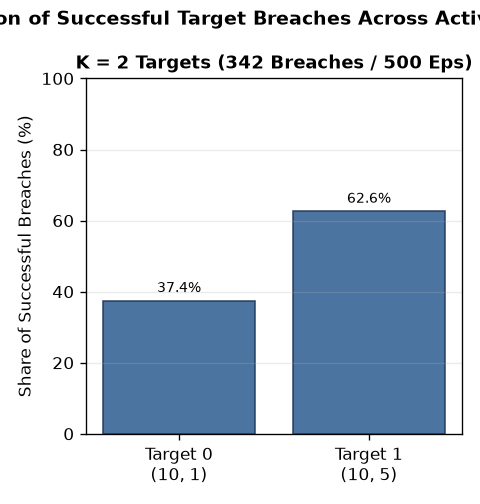 on of Successful Target Breaches Across Activ
K = 2 Targets (342 Breaches / 500 Eps)
Share of Successful Breaches (%)
100
80
60
40
20
0
37.4%
62.6%
Target 0
(10, 1)
Target 1
(10, 5)